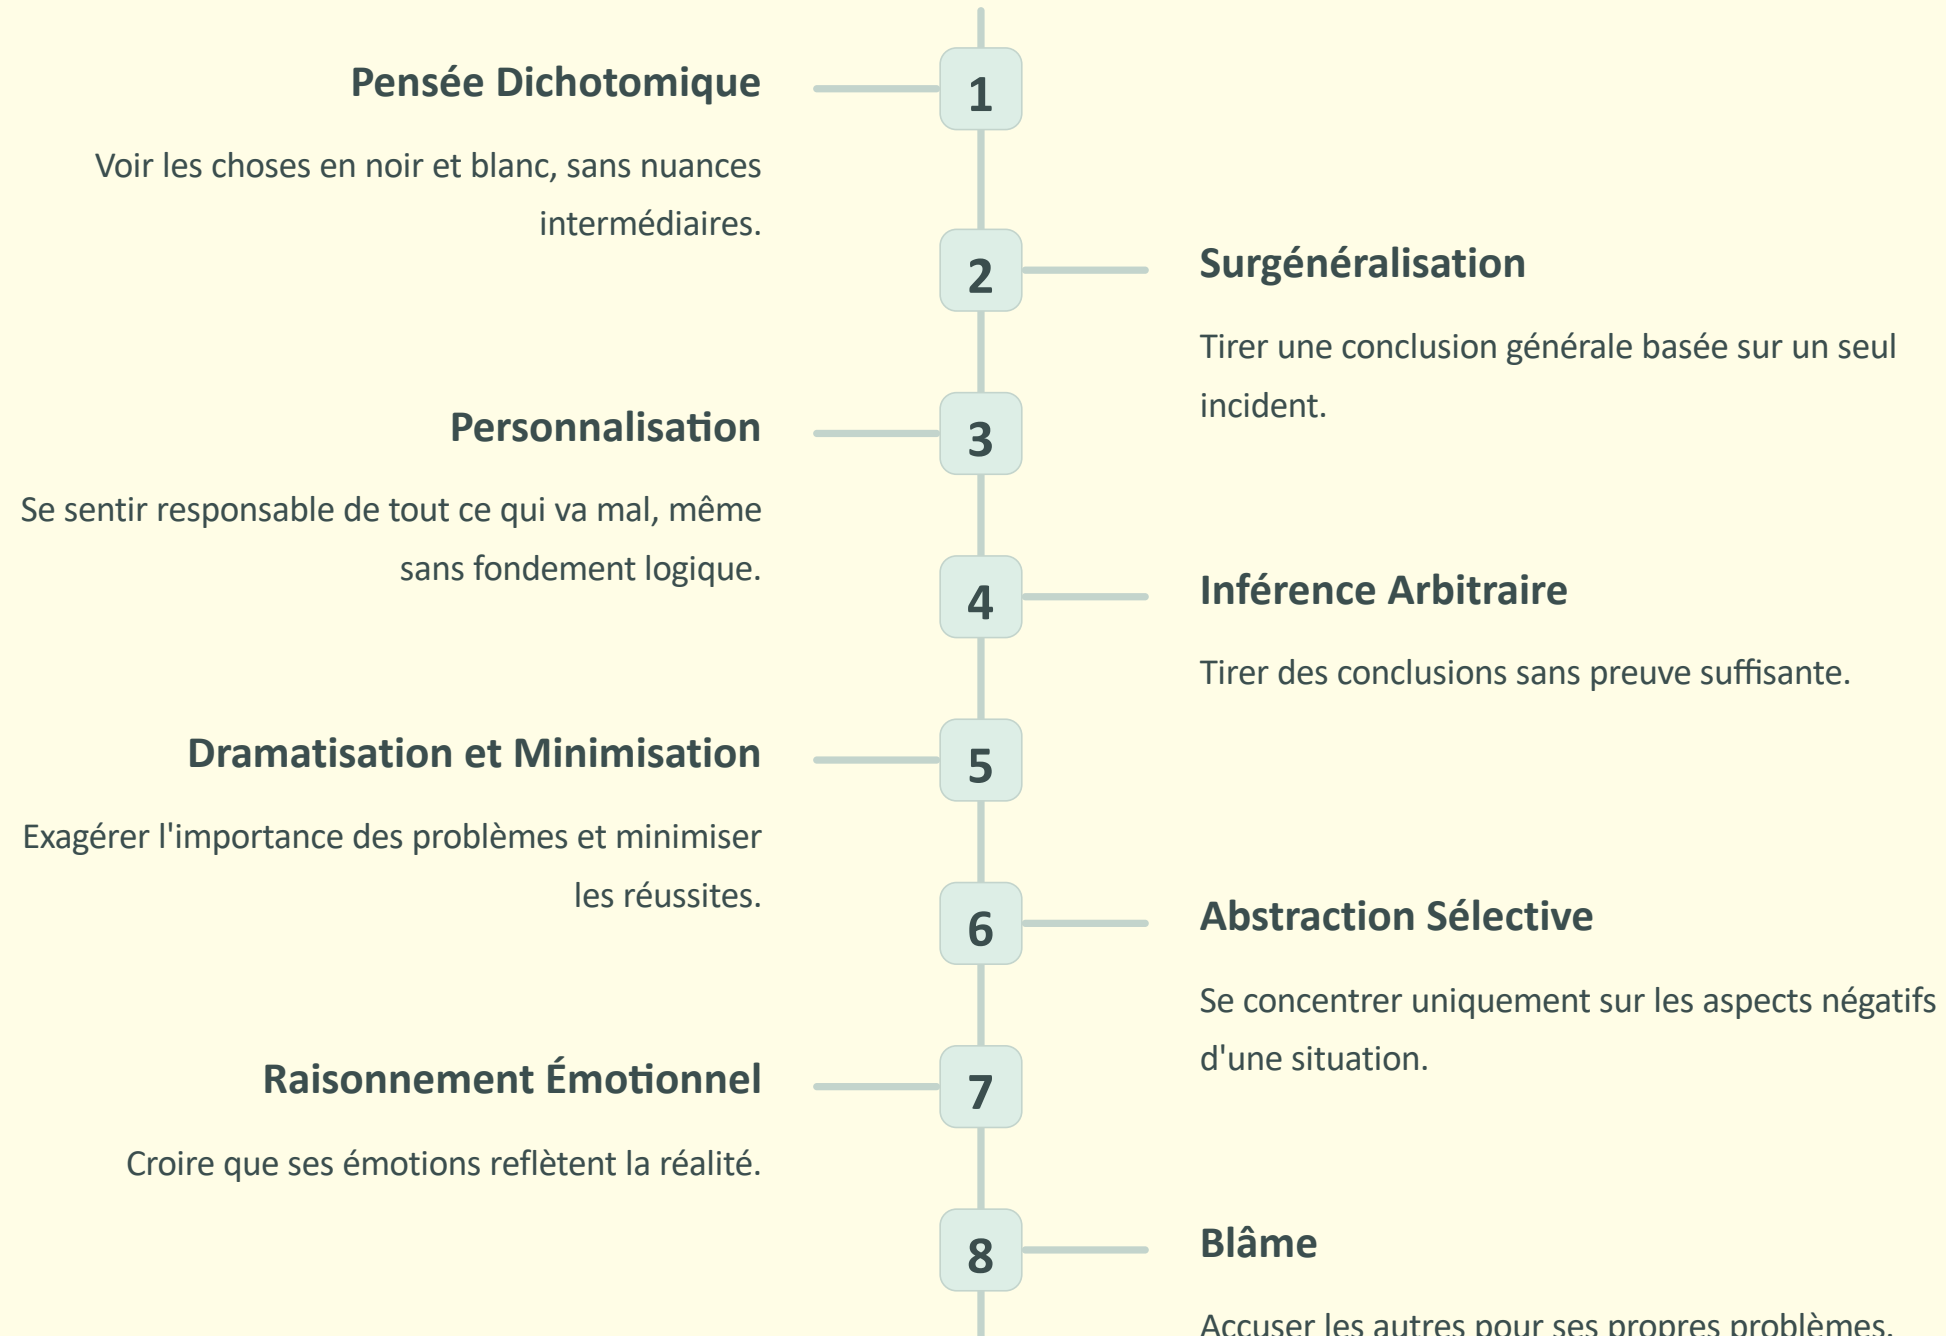 1
Pensée Dichotomique
Voir les choses en noir et blanc, sans nuances
intermédiaires.
2
Surgénéralisation
Tirer une conclusion générale basée sur un seul
incident.
3
Personnalisation
Se sentir responsable de tout ce qui va mal, même
sans fondement logique.
4
Inférence Arbitraire
Tirer des conclusions sans preuve suffisante.
5
Dramatisation et Minimisation
Exagérer l'importance des problèmes et minimiser
les réussites.
6
Abstraction Sélective
Se concentrer uniquement sur les aspects négatifs
d'une situation.
7
Raisonnement Émotionnel
Croire que ses émotions reflètent la réalité.
8
Blâme
Accuser les autres pour ses propres problèmes.